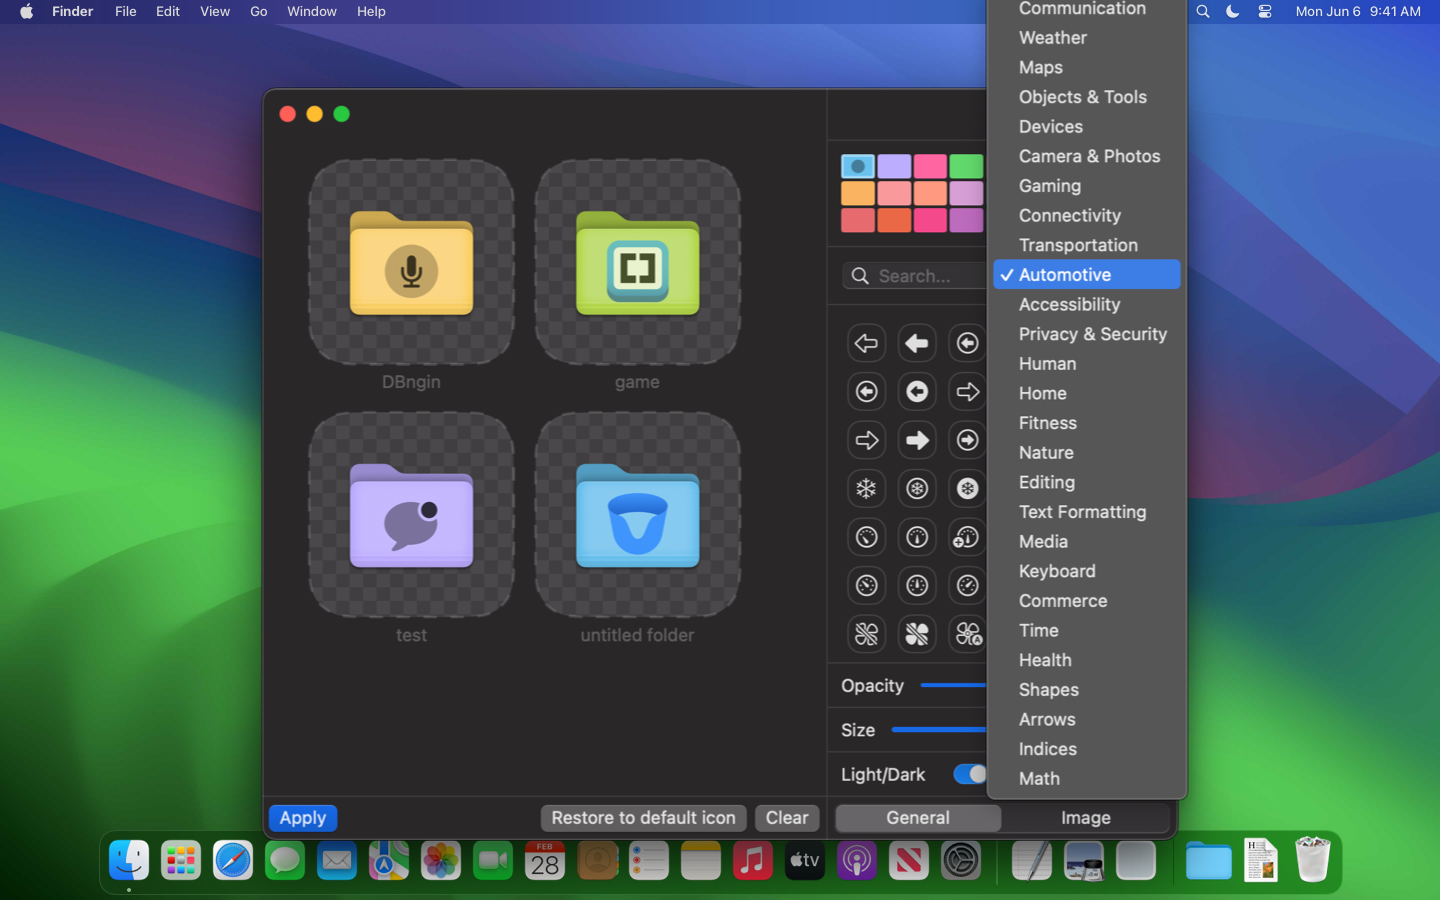 Finder File Edit View Go Window Help
Mon Jun 6 9:41 AM
Communication
Weather
Maps
Objects & Tools
Devices
Camera & Photos
Gaming
Connectivity
Transportation
✓ Automotive
Accessibility
Privacy & Security
Human
Home
Fitness
Nature
Editing
Text Formatting
Media
Keyboard
Commerce
Time
Health
Shapes
Arrows
Indices
Math
DBngin
game
test
untitled folder
Search...
Opacity
Size
Light/Dark
Apply
Restore to default icon
Clear
General
Image
FEB
28
tv